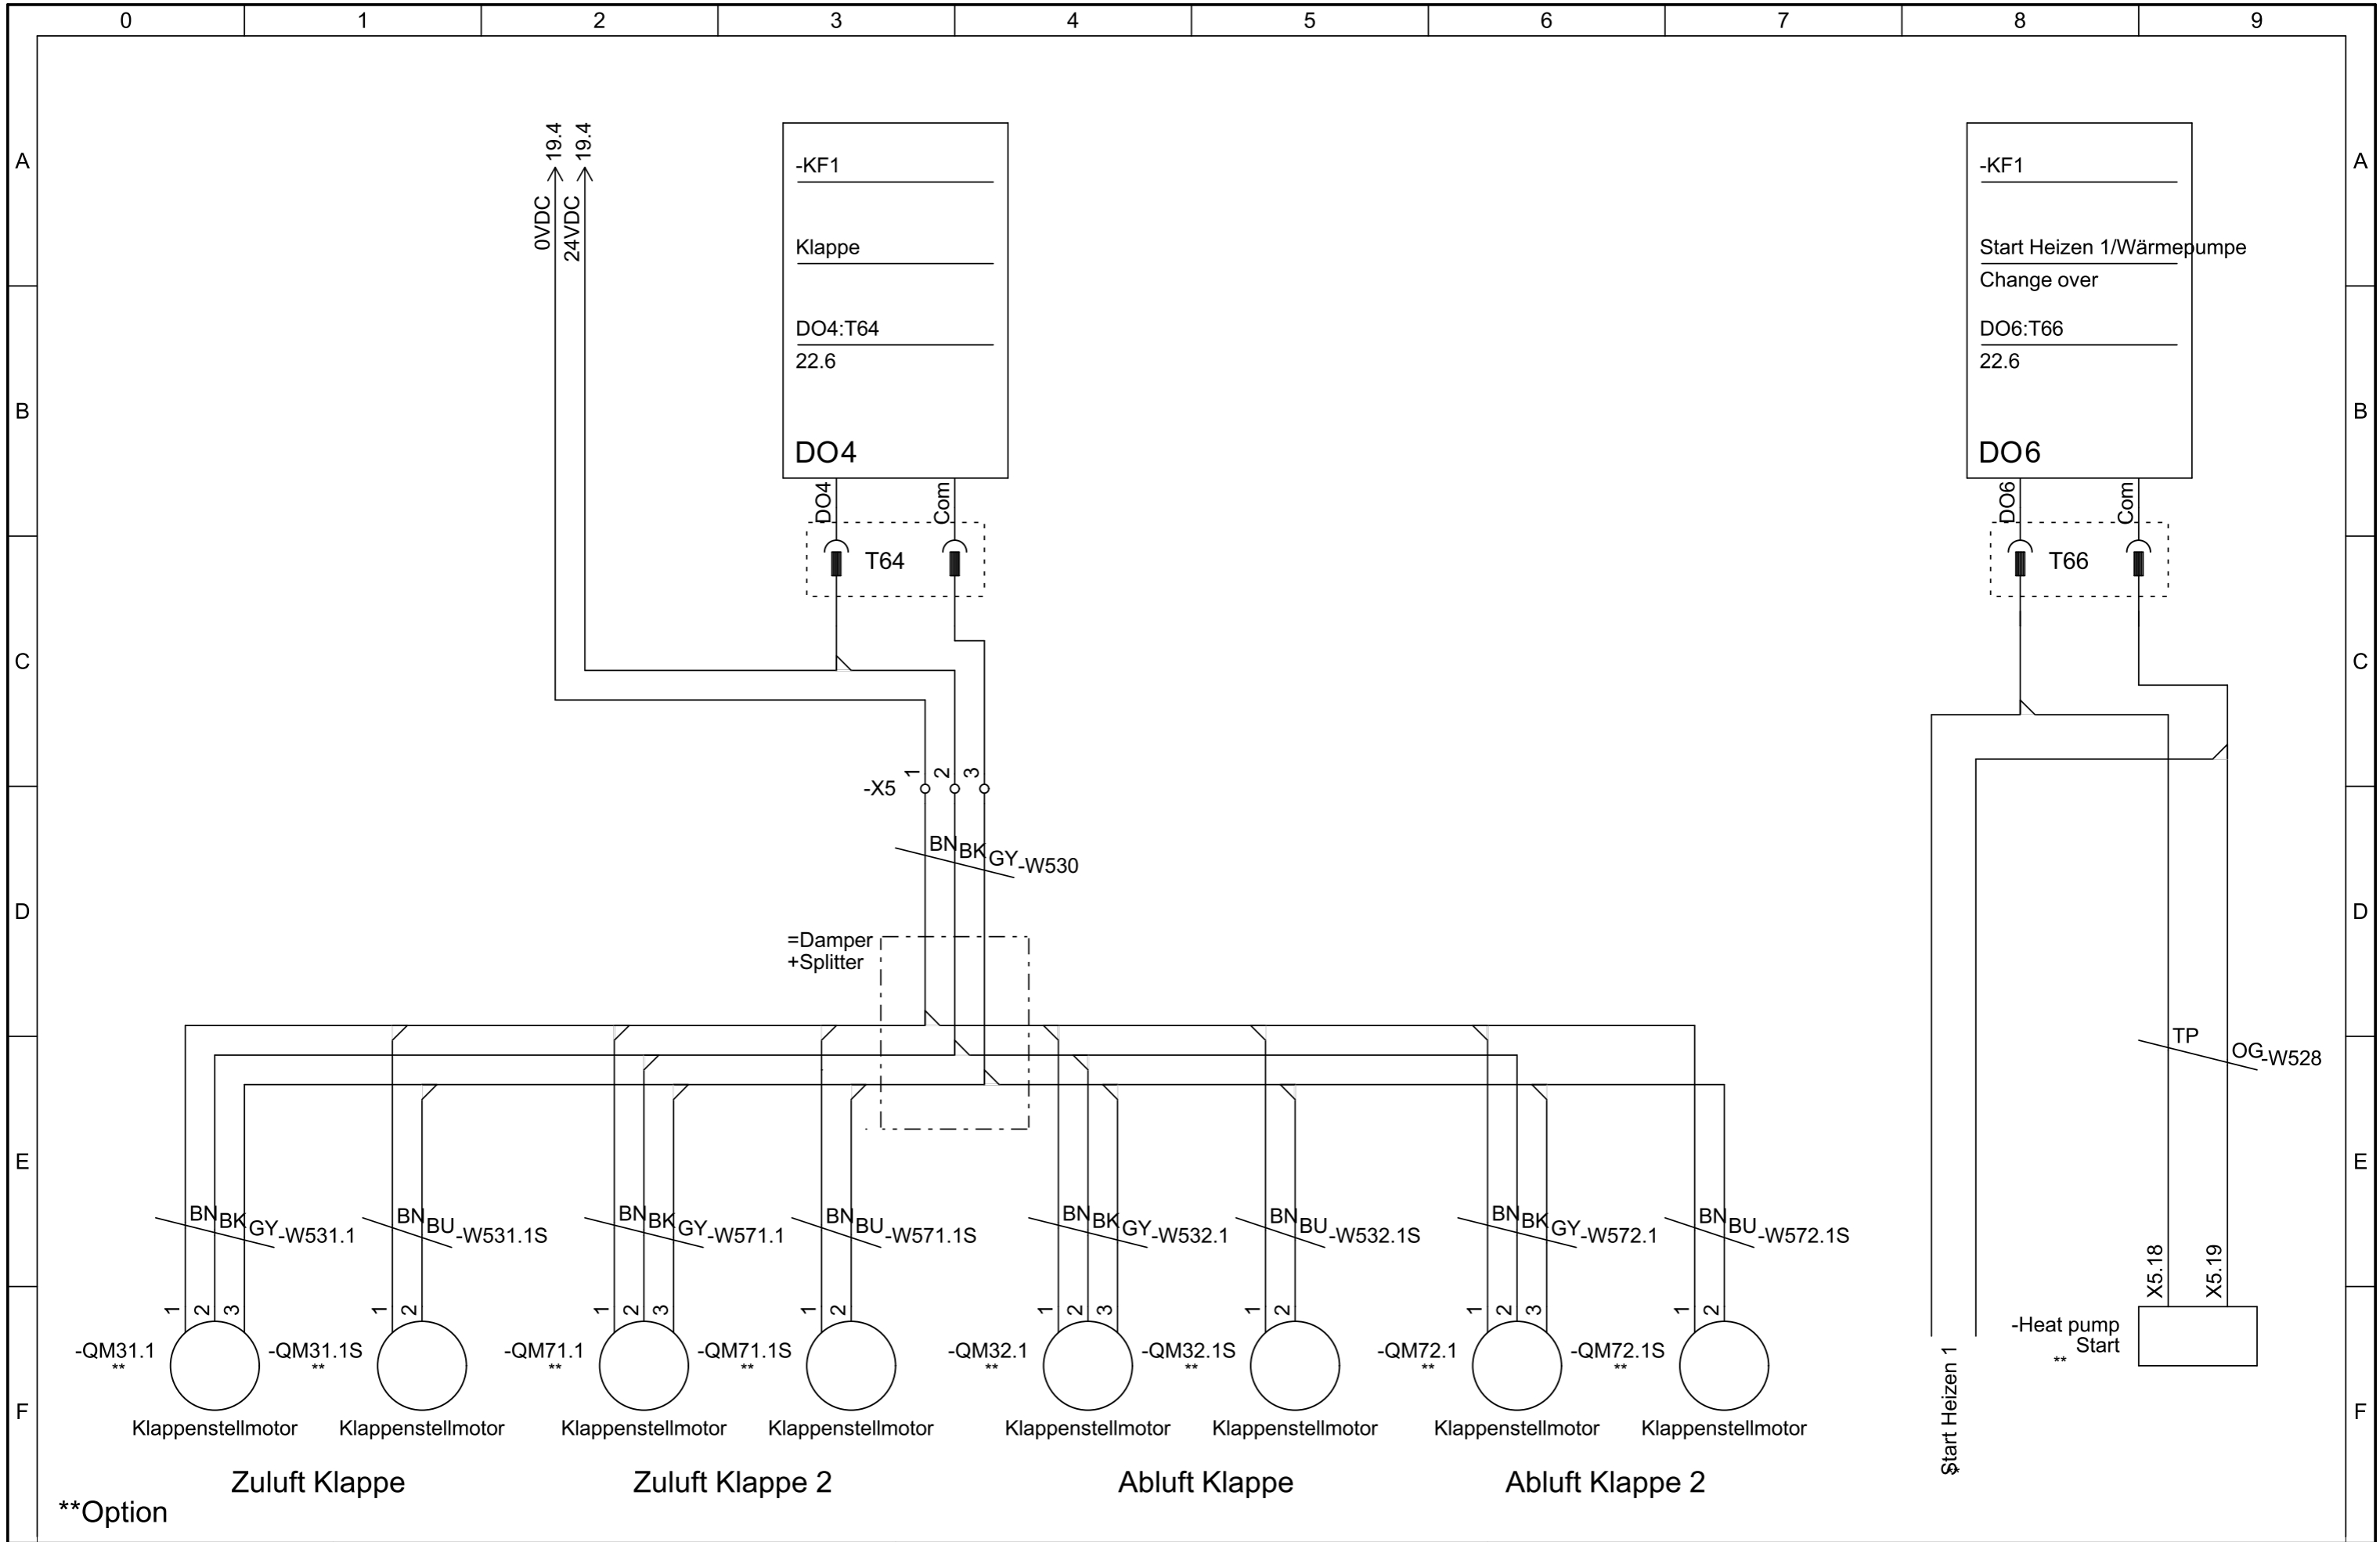 0 1 2 3 4 5 6 7 8 9
A A
B B
C C
D D
E E
F F
19.4
19.4
0VDC
24VDC
-KF1
Klappe
DO4:T64
22.6
DO4
DO4
Com
T64
-KF1
Start Heizen 1/Wärmepumpe
Change over
DO6:T66
22.6
DO6
DO6
Com
T66
-X5 1 2 3
BN BK GY -W530
=Damper
+Splitter
TP OG -W528
BN BK GY -W531.1
BN BU -W531.1S
BN BK GY -W571.1
BN BU -W571.1S
BN BK GY -W532.1
BN BU -W532.1S
BN BK GY -W572.1
BN BU -W572.1S
X5.18 X5.19
1 2 3
1 2
1 2 3
1 2
1 2 3
1 2
1 2 3
1 2
-QM31.1
**
-QM31.1S
**
-QM71.1
**
-QM71.1S
**
-QM32.1
**
-QM32.1S
**
-QM72.1
**
-QM72.1S
**
Start Heizen 1
**
-Heat pump
Start
**
Klappenstellmotor
Klappenstellmotor
Klappenstellmotor
Klappenstellmotor
Klappenstellmotor
Klappenstellmotor
Klappenstellmotor
Klappenstellmotor
Zuluft Klappe
Zuluft Klappe 2
Abluft Klappe
Abluft Klappe 2
**Option